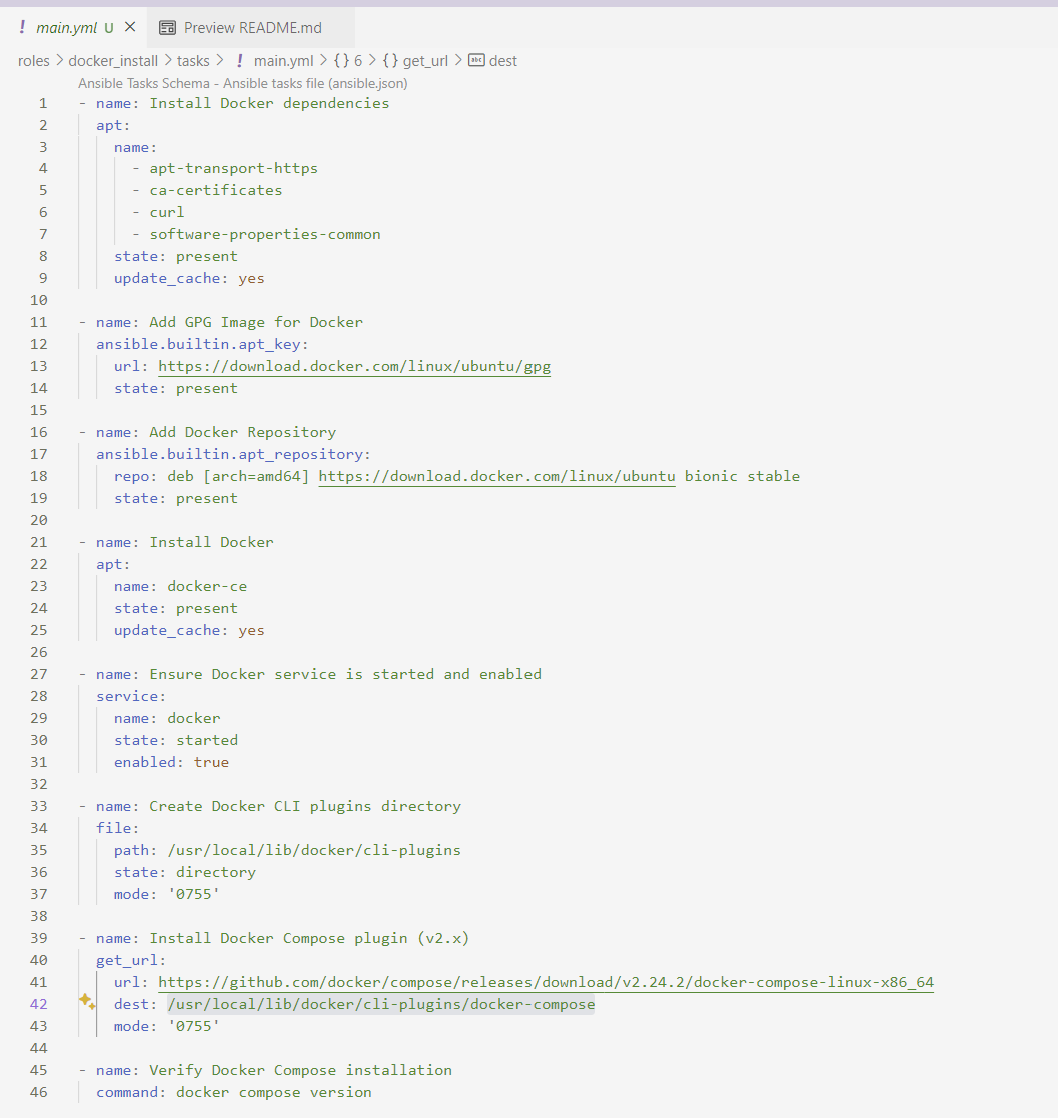 ! main.yml U × Preview README.md
roles > docker_install > tasks > ! main.yml > {} 6 > {} get_url > abc dest
Ansible Tasks Schema - Ansible tasks file (ansible.json)
1 - name: Install Docker dependencies
2   apt:
3     name:
4       - apt-transport-https
5       - ca-certificates
6       - curl
7       - software-properties-common
8     state: present
9     update_cache: yes
10
11 - name: Add GPG Image for Docker
12   ansible.builtin.apt_key:
13     url: https://download.docker.com/linux/ubuntu/gpg
14     state: present
15
16 - name: Add Docker Repository
17   ansible.builtin.apt_repository:
18     repo: deb [arch=amd64] https://download.docker.com/linux/ubuntu bionic stable
19     state: present
20
21 - name: Install Docker
22   apt:
23     name: docker-ce
24     state: present
25     update_cache: yes
26
27 - name: Ensure Docker service is started and enabled
28   service:
29     name: docker
30     state: started
31     enabled: true
32
33 - name: Create Docker CLI plugins directory
34   file:
35     path: /usr/local/lib/docker/cli-plugins
36     state: directory
37     mode: '0755'
38
39 - name: Install Docker Compose plugin (v2.x)
40   get_url:
41     url: https://github.com/docker/compose/releases/download/v2.24.2/docker-compose-linux-x86_64
42     dest: /usr/local/lib/docker/cli-plugins/docker-compose
43     mode: '0755'
44
45 - name: Verify Docker Compose installation
46   command: docker compose version